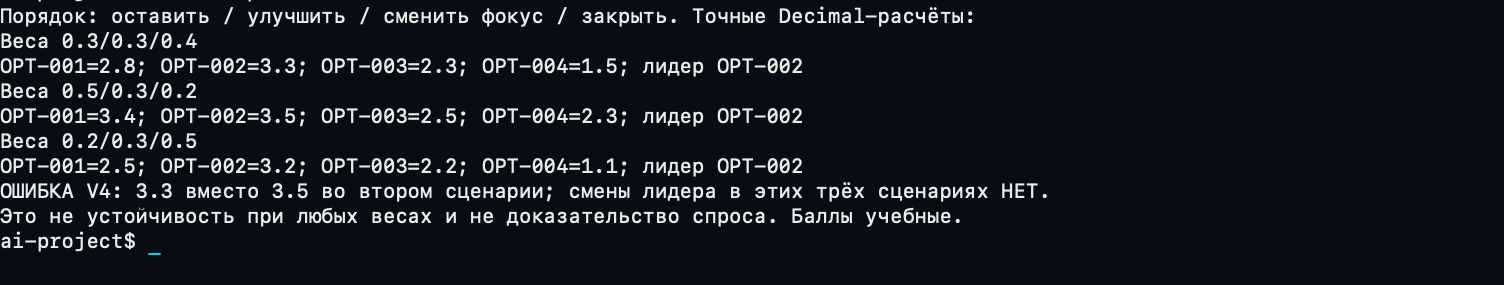 Порядок: оставить / улучшить / сменить фокус / закрыть. Точные Decimal-расчёты:
Веса 0.3/0.3/0.4
OPT-001=2.8; OPT-002=3.3; OPT-003=2.3; OPT-004=1.5; лидер OPT-002
Веса 0.5/0.3/0.2
OPT-001=3.4; OPT-002=3.5; OPT-003=2.5; OPT-004=2.3; лидер OPT-002
Веса 0.2/0.3/0.5
OPT-001=2.5; OPT-002=3.2; OPT-003=2.2; OPT-004=1.1; лидер OPT-002
ОШИБКА V4: 3.3 вместо 3.5 во втором сценарии; смены лидера в этих трёх сценариях НЕТ.
Это не устойчивость при любых весах и не доказательство спроса. Баллы учебные.
ai-project$ _